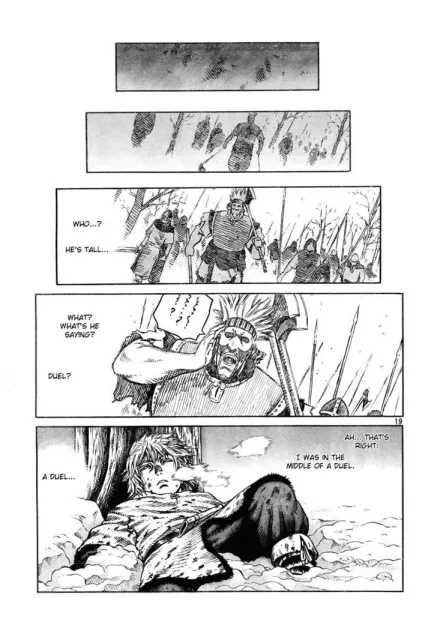 WHO...?
HE'S TALL...
WHAT?
WHAT'S HE
SAYING?
DUEL?
19
AH... THAT'S
RIGHT.
I WAS IN THE
MIDDLE OF A DUEL.
A DUEL...